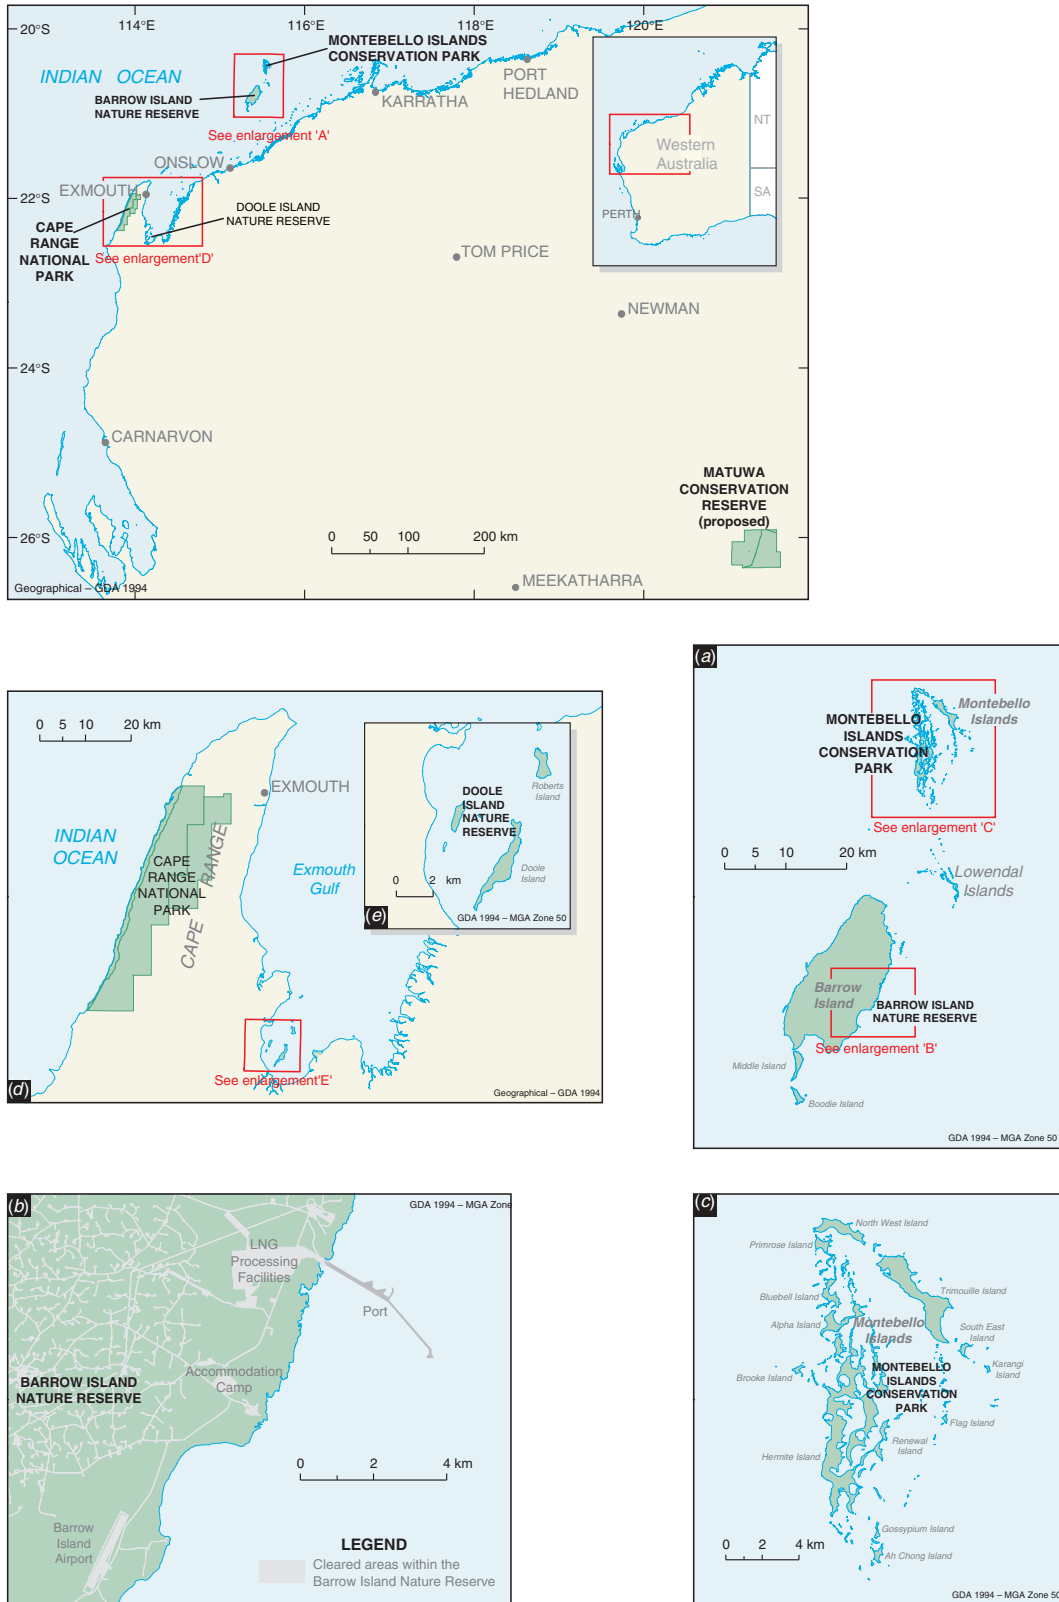 114°E
116°E
118°E
120°E
20°S
22°S
24°S
26°S
MONTEBELLO ISLANDS
CONSERVATION PARK
INDIAN OCEAN
BARROW ISLAND
NATURE RESERVE
See enlargement 'A'
PORT
HEDLAND
KARRATHA
ONSLOW
EXMOUTH
DOOLE ISLAND
NATURE RESERVE
CAPE
RANGE
NATIONAL
PARK
See enlargement'D'
TOM PRICE
NEWMAN
CARNARVON
MATUWA
CONSERVATION
RESERVE
(proposed)
0 50 100 200 km
MEEKATHARRA
Geographical – GDA 1994
Western
Australia
NT
SA
PERTH
(a)
Montebello
Islands
MONTEBELLO
ISLANDS
CONSERVATION
PARK
See enlargement 'C'
0 5 10 20 km
Lowendal
Islands
Barrow
Island
BARROW ISLAND
NATURE RESERVE
See enlargement 'B'
Middle Island
Boodie Island
GDA 1994 – MGA Zone 50
0 5 10 20 km
EXMOUTH
INDIAN
OCEAN
CAPE
RANGE
NATIONAL
PARK
CAPE RANGE
Exmouth
Gulf
See enlargement'E'
(d)
Geographical – GDA 1994
DOOLE
ISLAND
NATURE
RESERVE
Roberts
Island
Doole
Island
0 2 km
(e)
GDA 1994 – MGA Zone 50
(b)
GDA 1994 – MGA Zone
LNG
Processing
Facilities
Port
Accommodation
Camp
BARROW ISLAND
NATURE RESERVE
0 2 4 km
Barrow
Island
Airport
LEGEND
Cleared areas within the
Barrow Island Nature Reserve
(c)
North West Island
Primrose Island
Bluebell Island
Trimouille Island
Alpha Island
Montebello
Islands
South East
Island
Brooke Island
Karangi
Island
MONTEBELLO
ISLANDS
CONSERVATION
PARK
Flag Island
Renewal
Island
Hermite Island
Gossypium Island
0 2 4 km
Ah Chong Island
GDA 1994 – MGA Zone 50